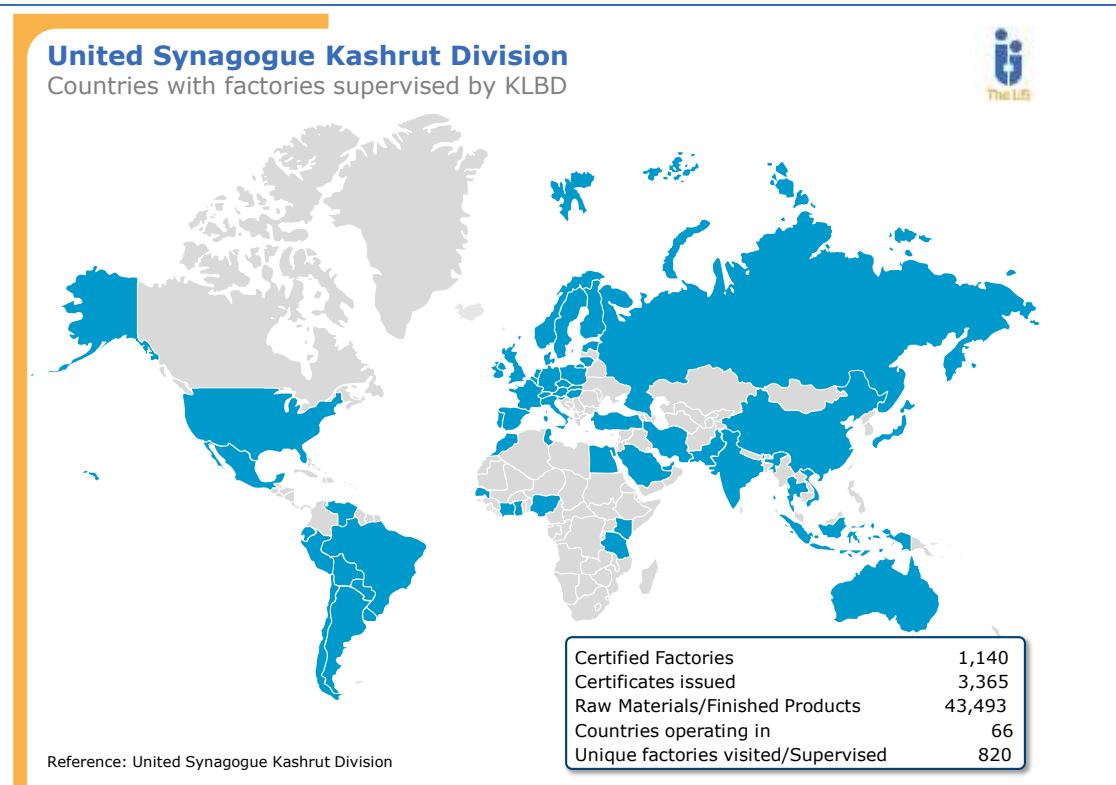 United Synagogue Kashrut Division
Countries with factories supervised by KLBD
The US
Certified Factories 1,140
Certificates issued 3,365
Raw Materials/Finished Products 43,493
Countries operating in 66
Unique factories visited/Supervised 820
Reference: United Synagogue Kashrut Division